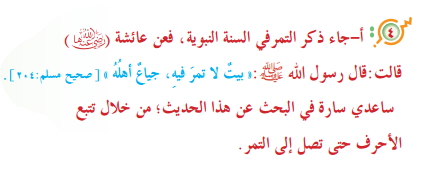 ٤ أ-جاء ذكر التمر في السنة النبوية، فعن عائشة (رضي الله عنها)
قالت: قال رسول الله ﷺ: «بيتٌ لا تمرَ فيهِ، جياعٌ أهلُهُ» [صحيح مسلم: ٢٠٤].
ساعدي سارة في البحث عن هذا الحديث؛ من خلال تتبع
الأحرف حتى تصل إلى التمر.